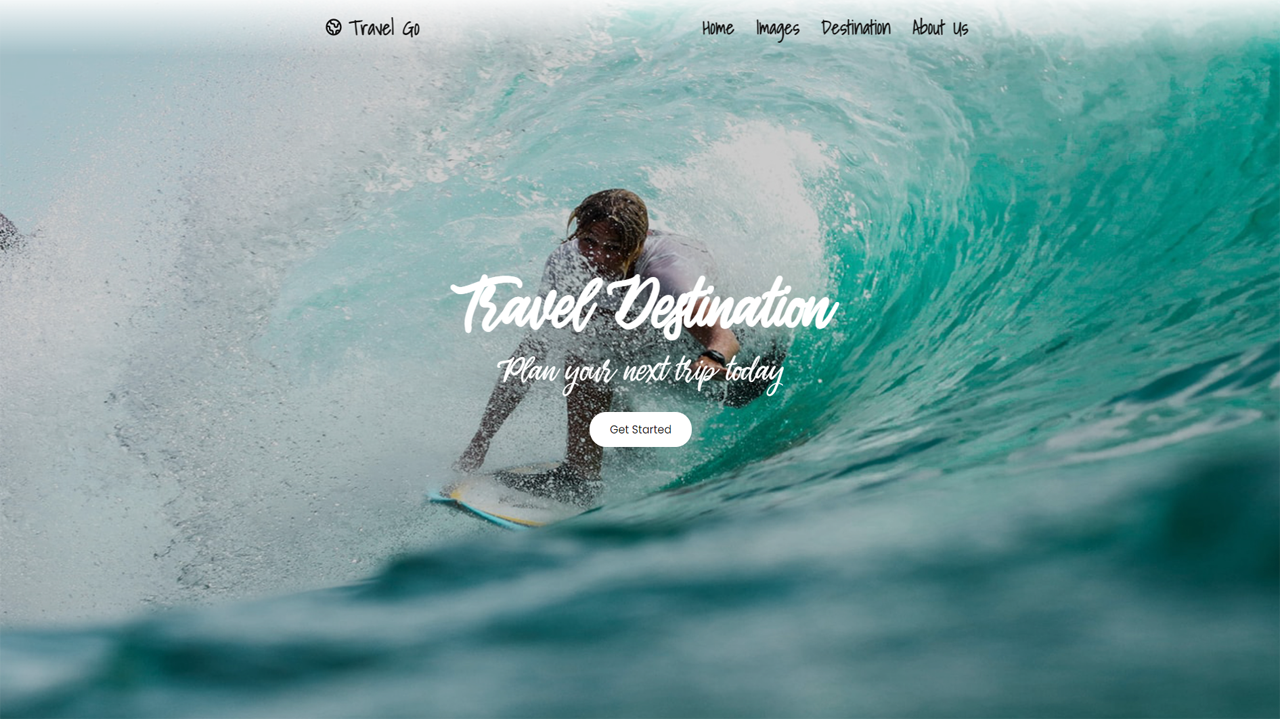 Travel Go
Home Images Destination About Us
Travel Destination
Plan your next trip today
Get Started